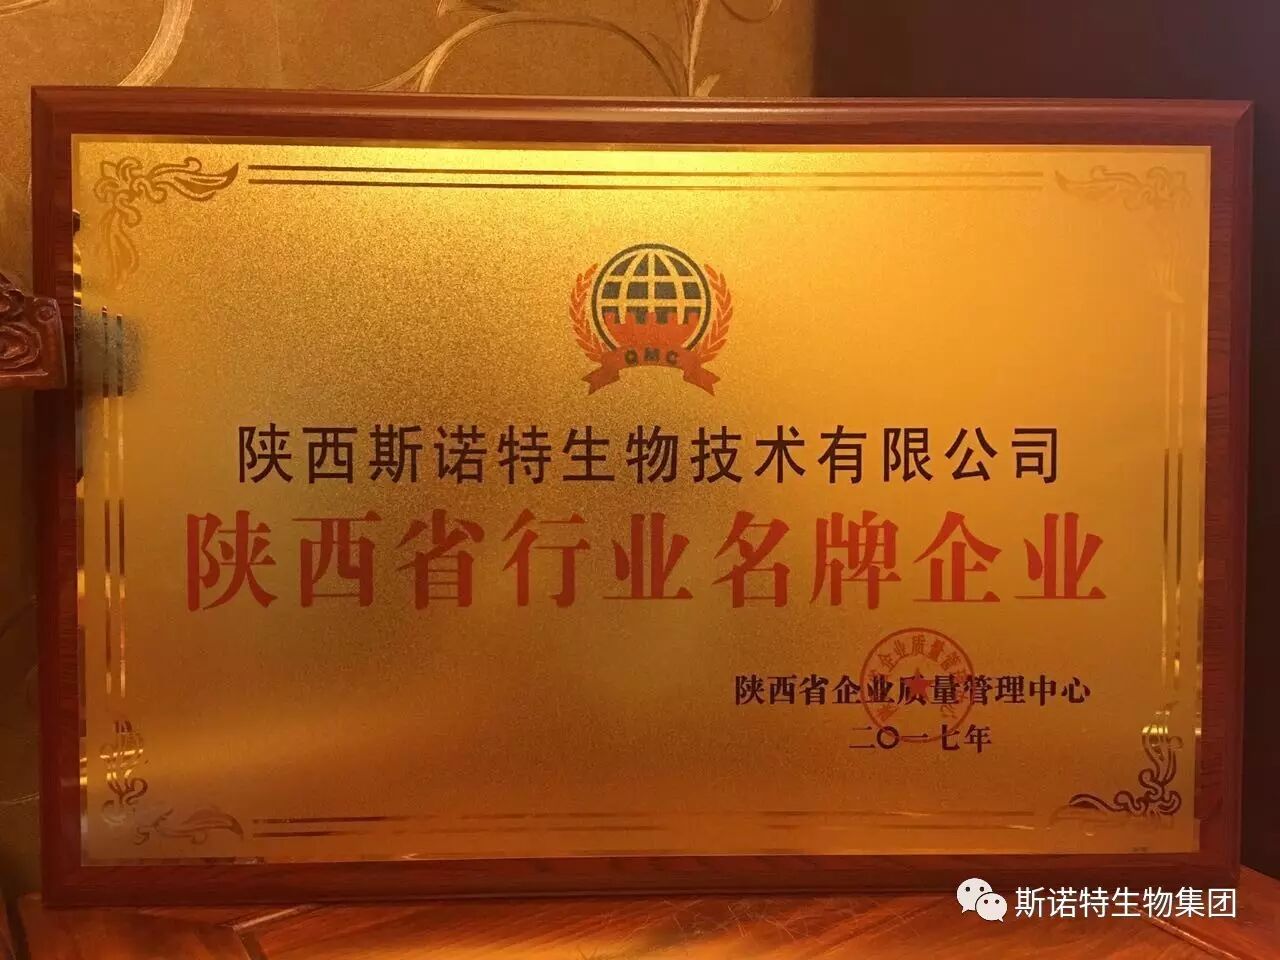 QMC
陕西斯诺特生物技术有限公司
陕西省行业名牌企业
陕西省企业质量管理中心
二〇一七年
斯诺特生物集团